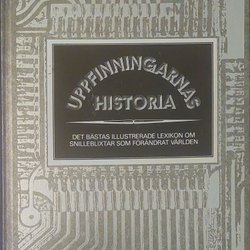 UPPFINNINGARNAS
HISTORIA
DET BÄSTAS ILLUSTRERADE LEXIKON OM
SNILLEBLIXTAR SOM FÖRÄNDRAT VÄRLDEN